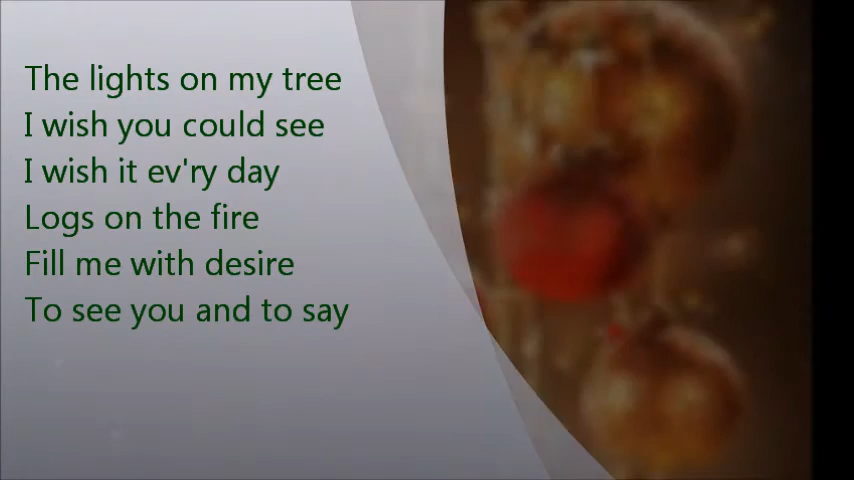 The lights on my tree
I wish you could see
I wish it ev'ry day
Logs on the fire
Fill me with desire
To see you and to say